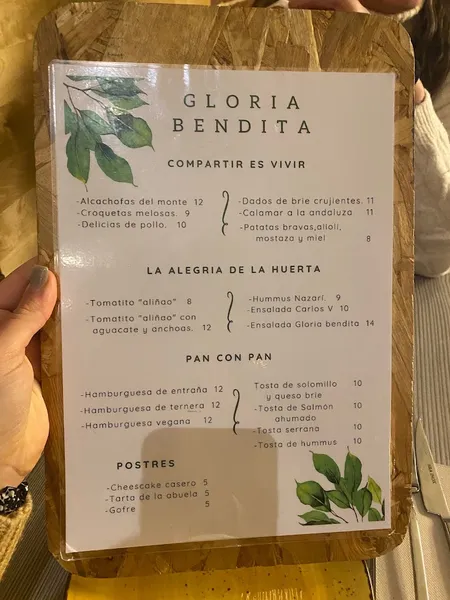 GLORIA
BENDITA
COMPARTIR ES VIVIR
-Alcachofas del monte 12
-Croquetas melosas. 9
-Delicias de pollo. 10
-Dados de brie crujientes. 11
-Calamar a la andaluza 11
-Patatas bravas,alloli,
mostaza y miel 8
LA ALEGRIA DE LA HUERTA
-Tomatito "aliñao" 8
-Tomatito "aliñao" con
aguacate y anchoas. 12
-Hummus Nazarí. 9
-Ensalada Carlos V 10
-Ensalada Gloria bendita 14
PAN CON PAN
-Hamburguesa de entraña 12
-Hamburguesa de ternera 12
-Hamburguesa vegana 12
Tosta de solomillo 10
y queso brie
-Tosta de Salmón 10
ahumado
-Tosta serrana 10
-Tosta de hummus 10
POSTRES
-Cheescake casero 5
-Tarta de la abuela 5
-Gofre 5